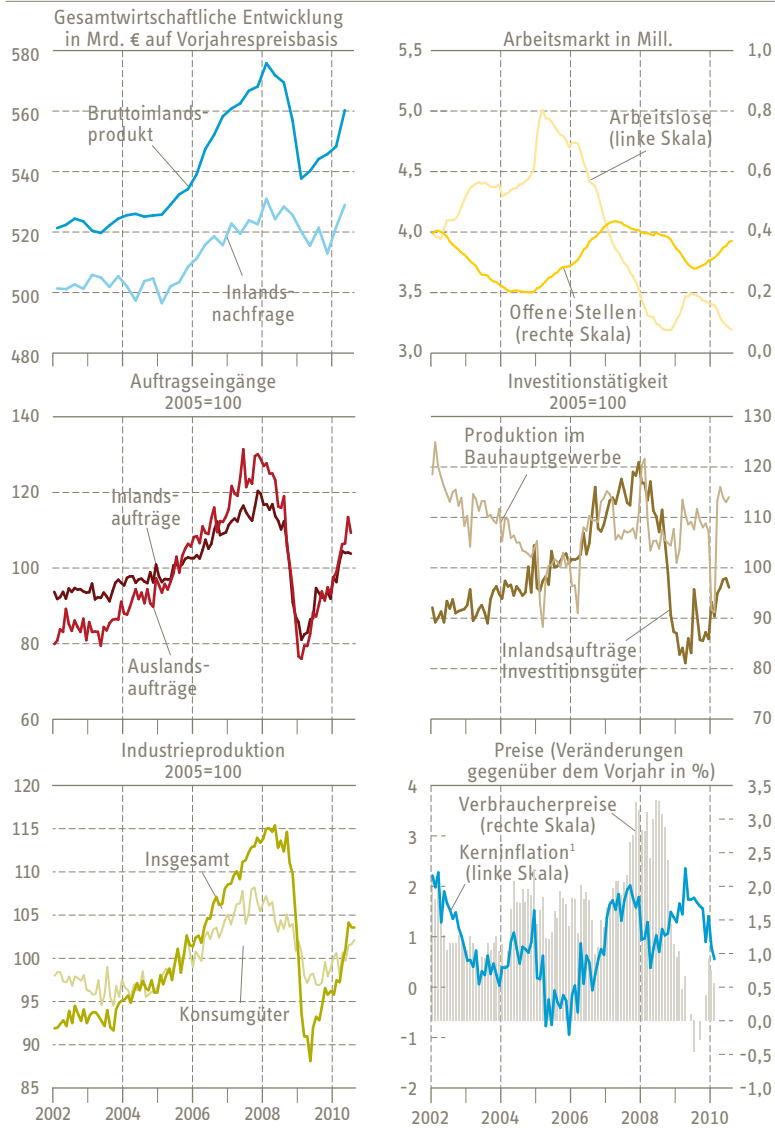 Gesamtwirtschaftliche Entwicklung
in Mrd. € auf Vorjahrespreisbasis
580
560
540
520
500
480
Bruttoinlands-
produkt
Inlands-
nachfrage
Arbeitsmarkt in Mill.
5,5
5,0
4,5
4,0
3,5
3,0
1,0
0,8
0,6
0,4
0,2
0,0
Arbeitslose
(linke Skala)
Offene Stellen
(rechte Skala)
Auftragseingänge
2005=100
140
120
100
80
60
Inlands-
aufträge
Auslands-
aufträge
Investitionstätigkeit
2005=100
130
120
110
100
90
80
70
Produktion im
Bauhauptgewerbe
Inlandsaufträge
Investitionsgüter
Industrieproduktion
2005=100
120
115
110
105
100
95
90
85
Insgesamt
Konsumgüter
2002 2004 2006 2008 2010
Preise (Veränderungen
gegenüber dem Vorjahr in %)
4
3
2
1
0
-1
-2
3,5
3,0
2,5
2,0
1,5
1,0
0,5
0,0
-0,5
-1,0
Verbraucherpreise
(rechte Skala)
Kerninflation¹
(linke Skala)
2002 2004 2006 2008 2010